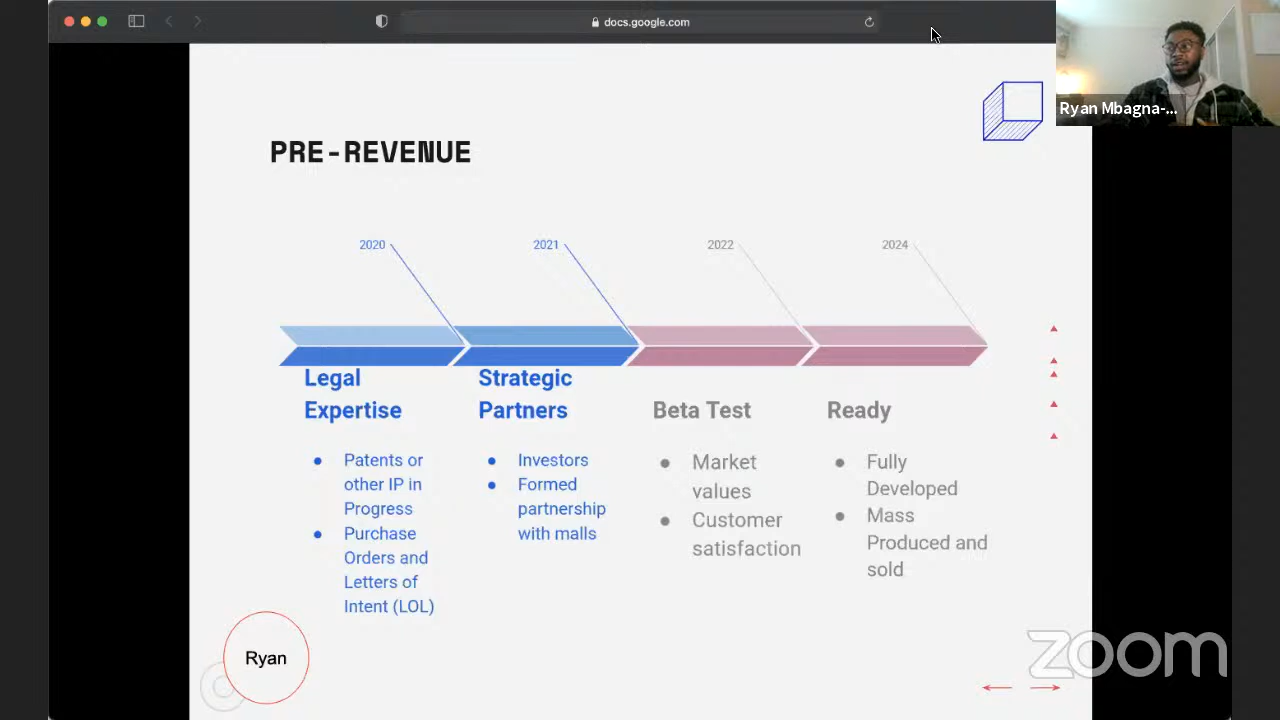 docs.google.com
Ryan Mbagna-...
PRE-REVENUE
2020
2021
2022
2024
Legal
Expertise
Strategic
Partners
Beta Test
Ready
● Patents or
other IP in
Progress
● Purchase
Orders and
Letters of
Intent (LOL)
● Investors
● Formed
partnership
with malls
● Market
values
● Customer
satisfaction
● Fully
Developed
● Mass
Produced and
sold
Ryan
zoom